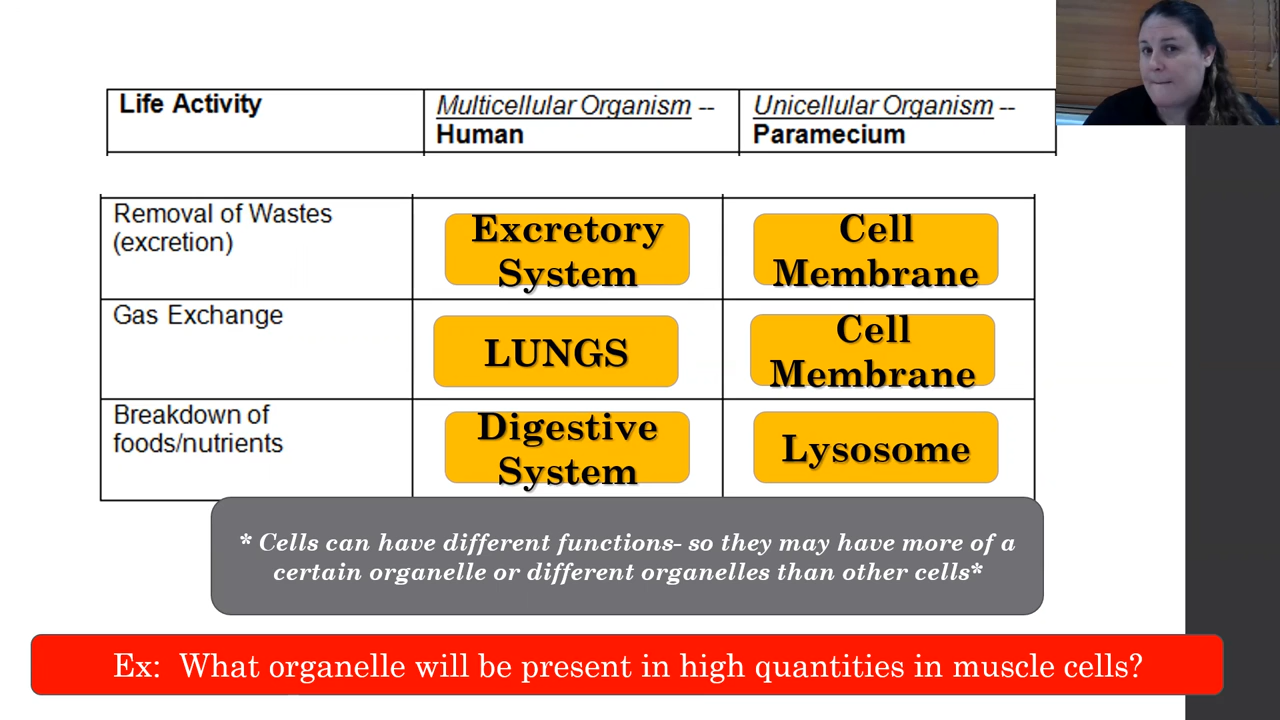 Life Activity
Multicellular Organism --
Human
Unicellular Organism --
Paramecium
Removal of Wastes
(excretion)
Excretory
System
Cell
Membrane
Gas Exchange
LUNGS
Cell
Membrane
Breakdown of
foods/nutrients
Digestive
System
Lysosome
* Cells can have different functions- so they may have more of a
certain organelle or different organelles than other cells*
Ex: What organelle will be present in high quantities in muscle cells?